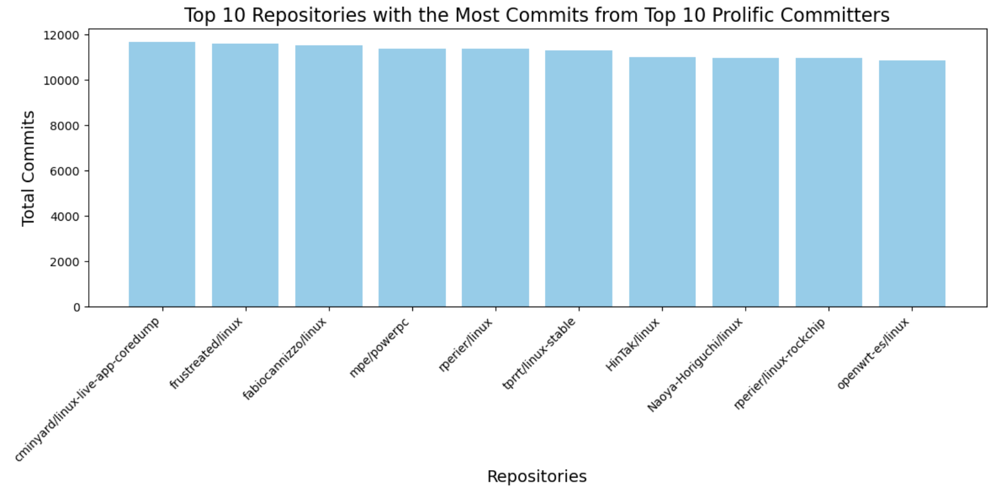 Top 10 Repositories with the Most Commits from Top 10 Prolific Committers
Total Commits
12000
10000
8000
6000
4000
2000
0
cminyard/linux-live-app-coredump
frustreated/linux
fabiocannizzo/linux
mpe/powerpc
rperier/linux
tprrt/linux-stable
HinTak/linux
Naoya-Horiguchi/linux
rperier/linux-rockchip
openwrt-es/linux
Repositories